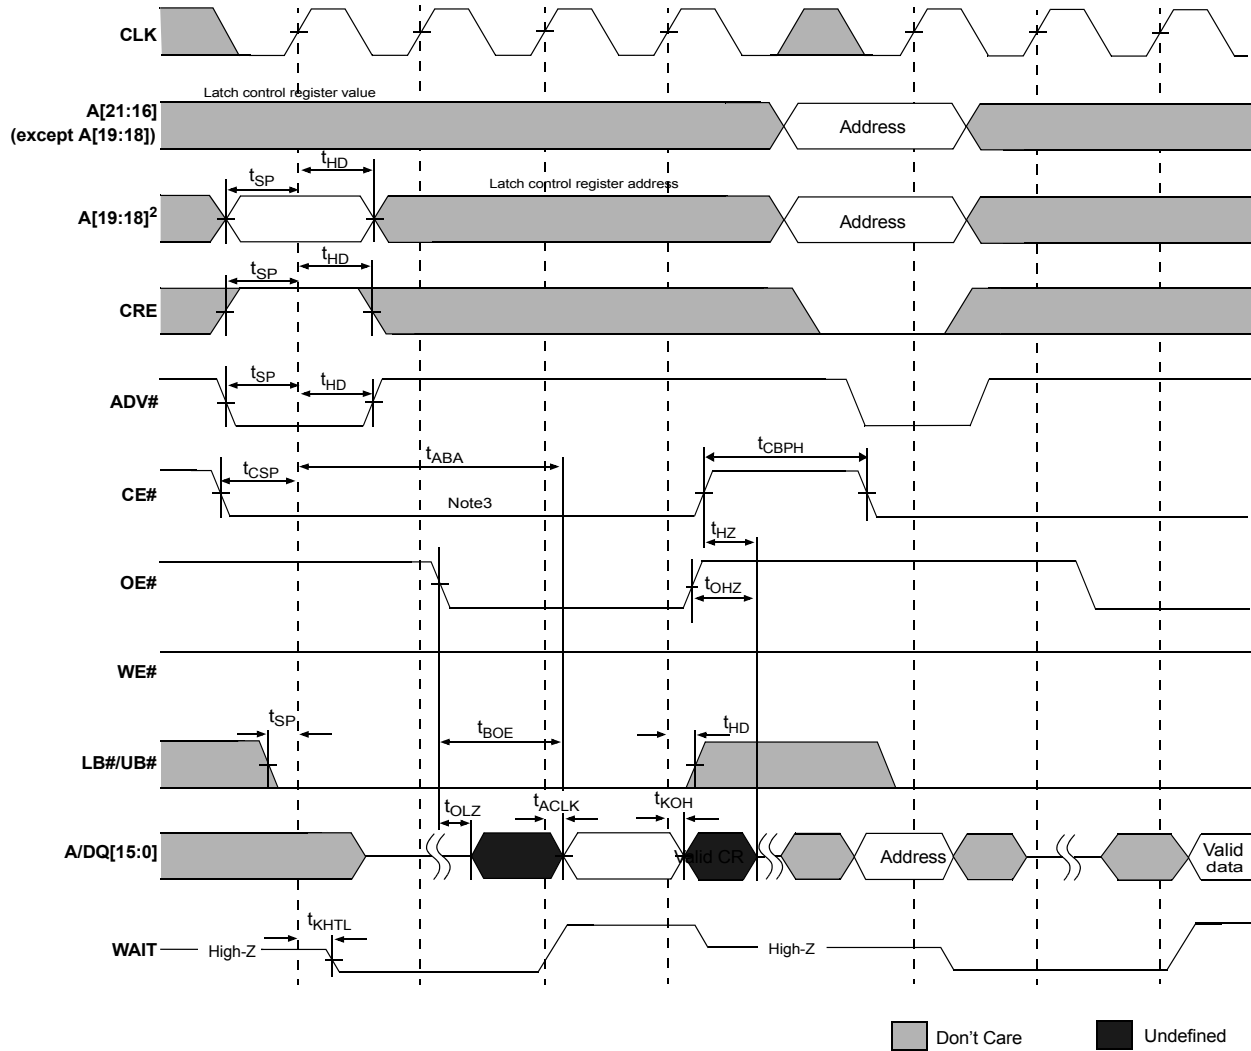 CLK
Latch control register value
A[21:16]
(except A[19:18])
Address
tHD
tSP
Latch control register address
A[19:18]2
Address
tHD
tSP
CRE
tSP
tHD
ADV#
tCBPH
tABA
tCSP
CE#
Note3
tHZ
OE#
tOHZ
WE#
tSP
tBOE
tHD
LB#/UB#
tOLZ
tACLK
tKOH
A/DQ[15:0]
Valid CR
Address
Valid
data
tKHTL
WAIT
High-Z
High-Z
Don't Care
Undefined